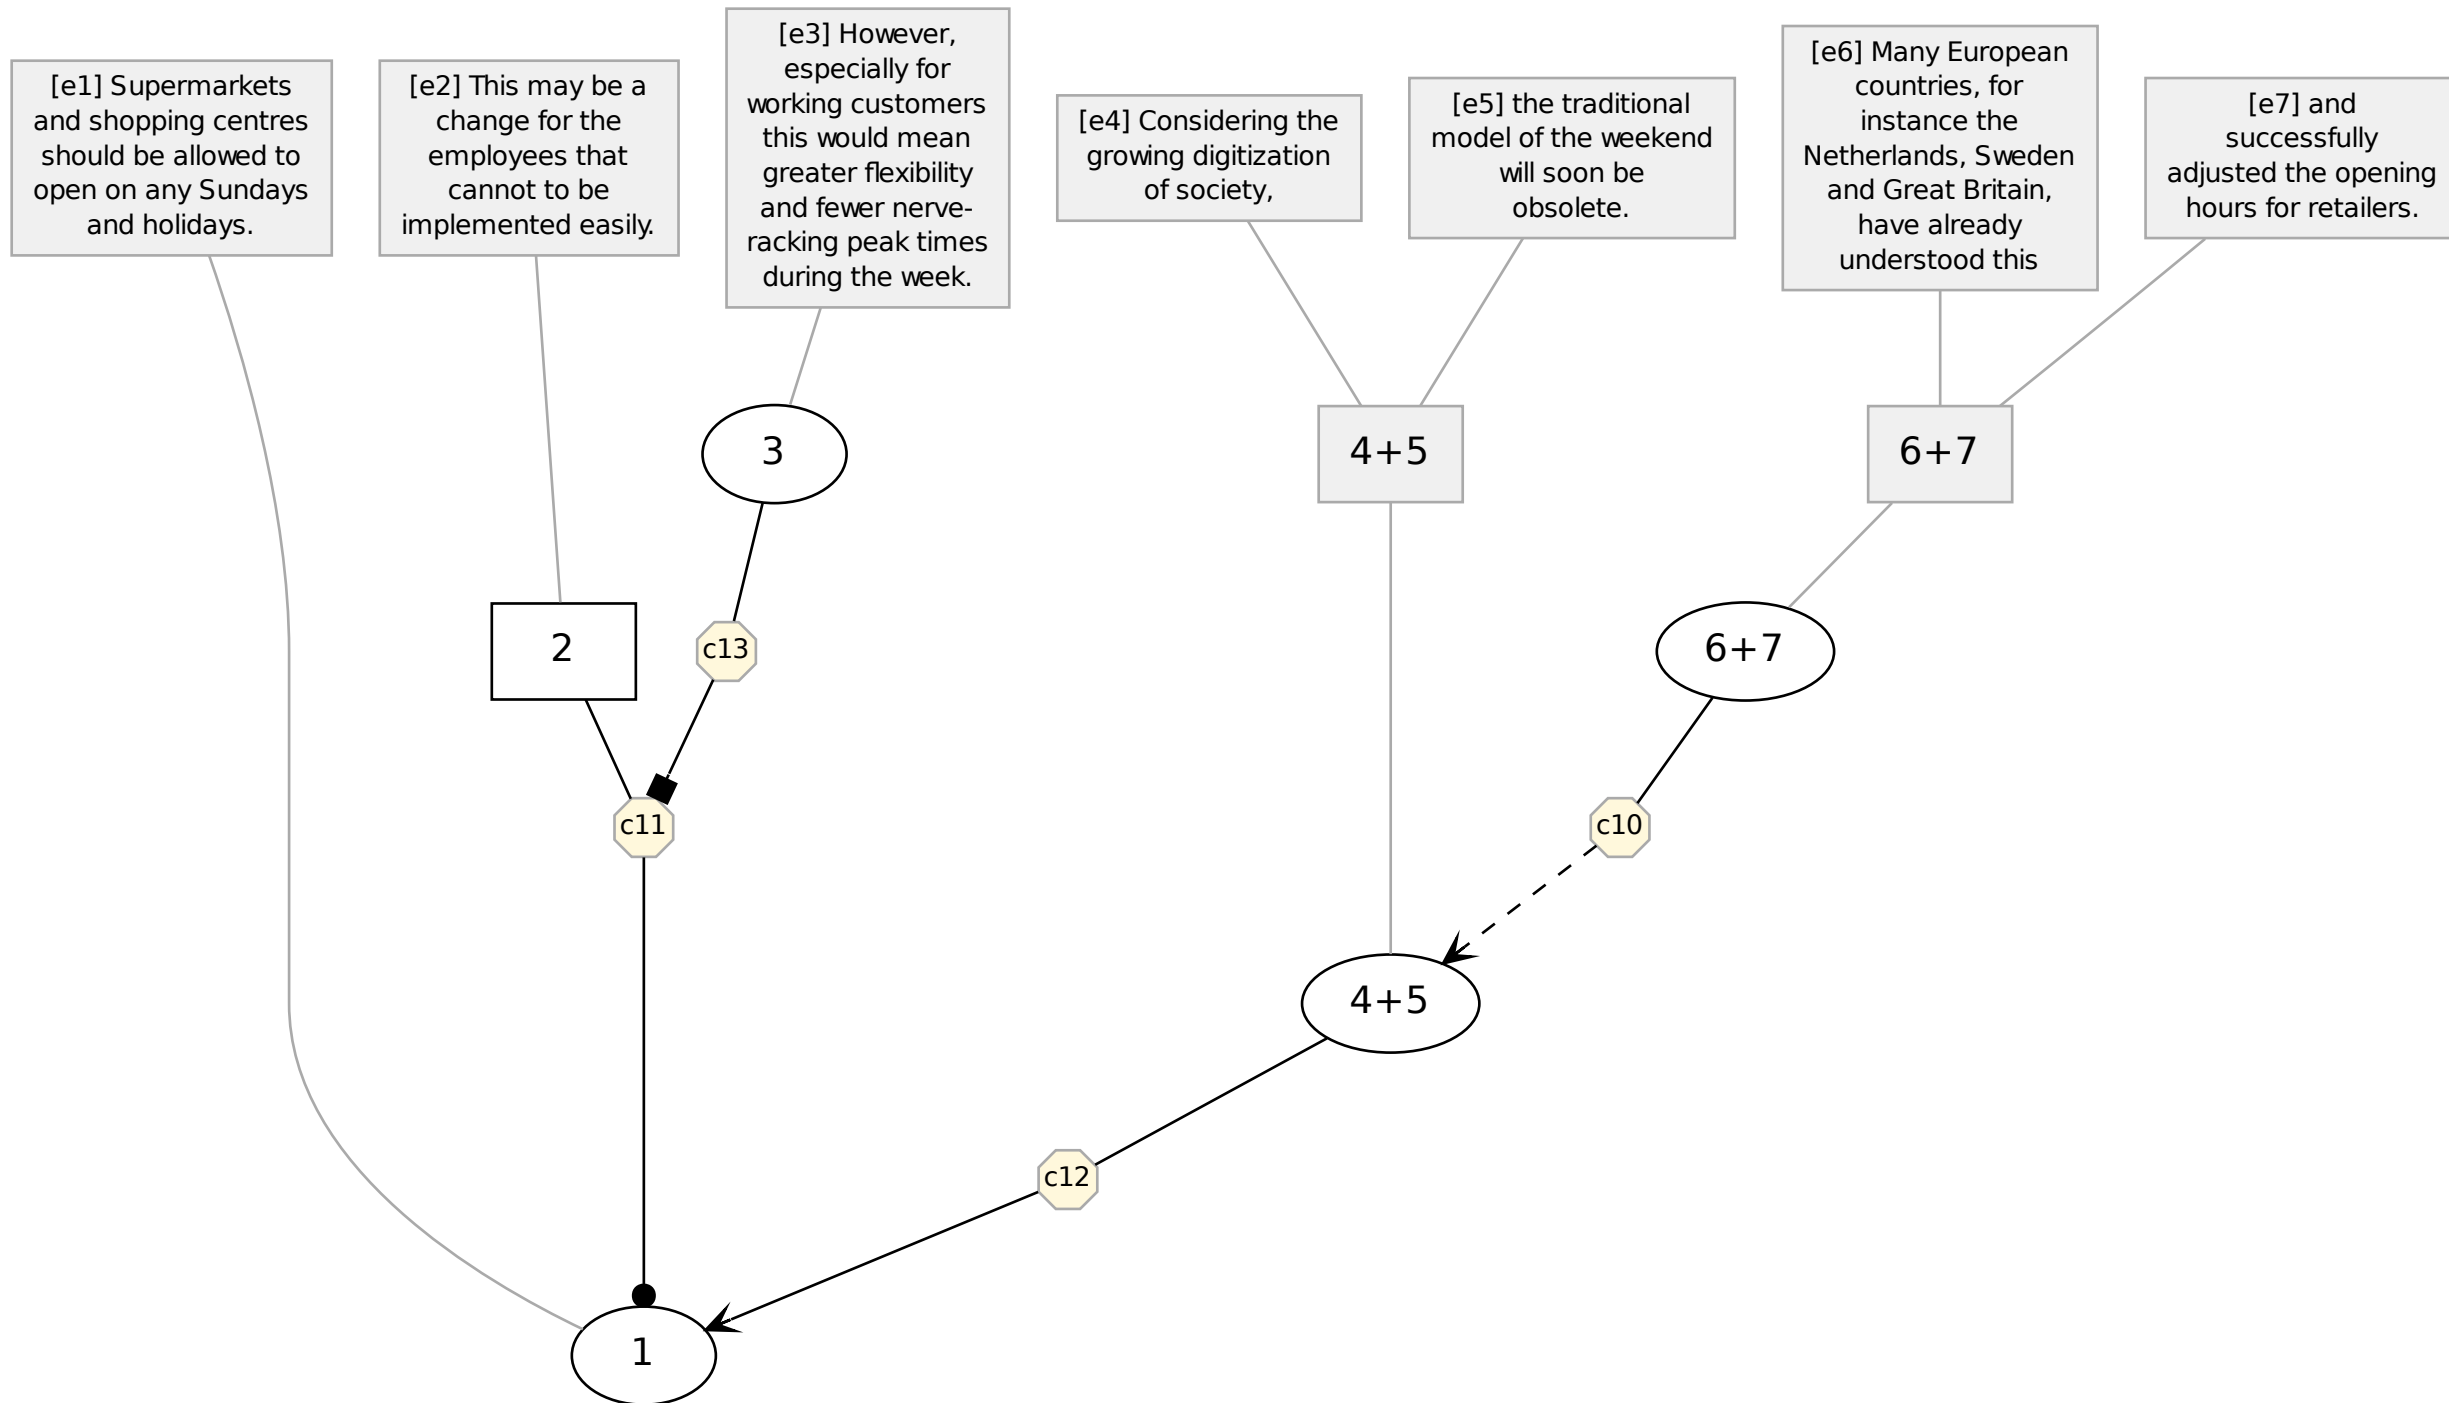 [e1] Supermarkets
and shopping centres
should be allowed to
open on any Sundays
and holidays.
[e2] This may be a
change for the
employees that
cannot to be
implemented easily.
[e3] However,
especially for
working customers
this would mean
greater flexibility
and fewer nerve-
racking peak times
during the week.
[e4] Considering the
growing digitization
of society,
[e5] the traditional
model of the weekend
will soon be
obsolete.
[e6] Many European
countries, for
instance the
Netherlands, Sweden
and Great Britain,
have already
understood this
[e7] and
successfully
adjusted the opening
hours for retailers.
3
4+5
6+7
2
c13
6+7
c11
c10
4+5
c12
1